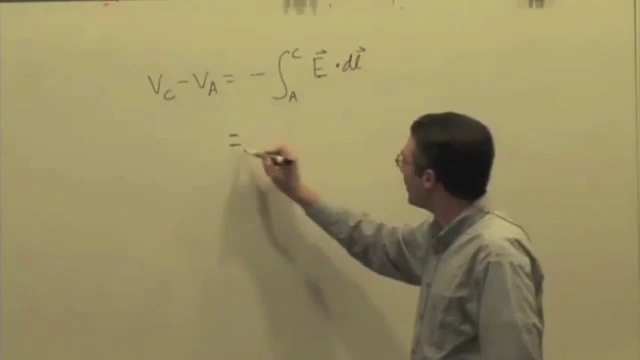 V_C - V_A = - ∫_A^C E⃗ · dl⃗
=